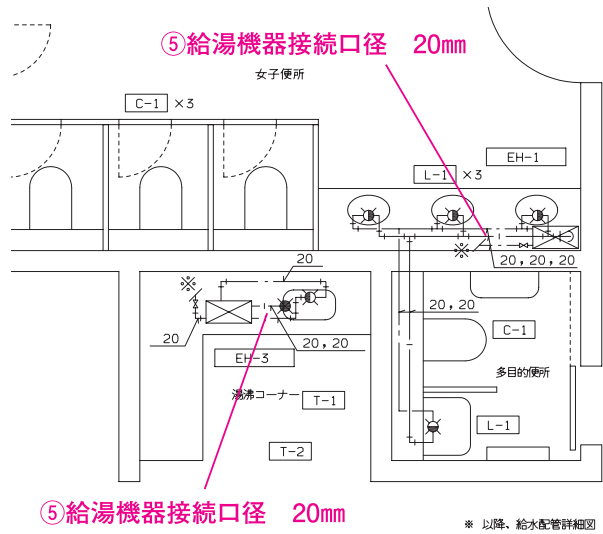 ⑤給湯機器接続口径 20mm
女子便所
C-1 ×3
EH-1
L-1 ×3
※
20,20,20
20
※
20,20
C-1
20
20,20
EH-3
多目的便所
湯沸コーナー
T-1
L-1
T-2
⑤給湯機器接続口径 20mm
※ 以降、給水配管詳細図